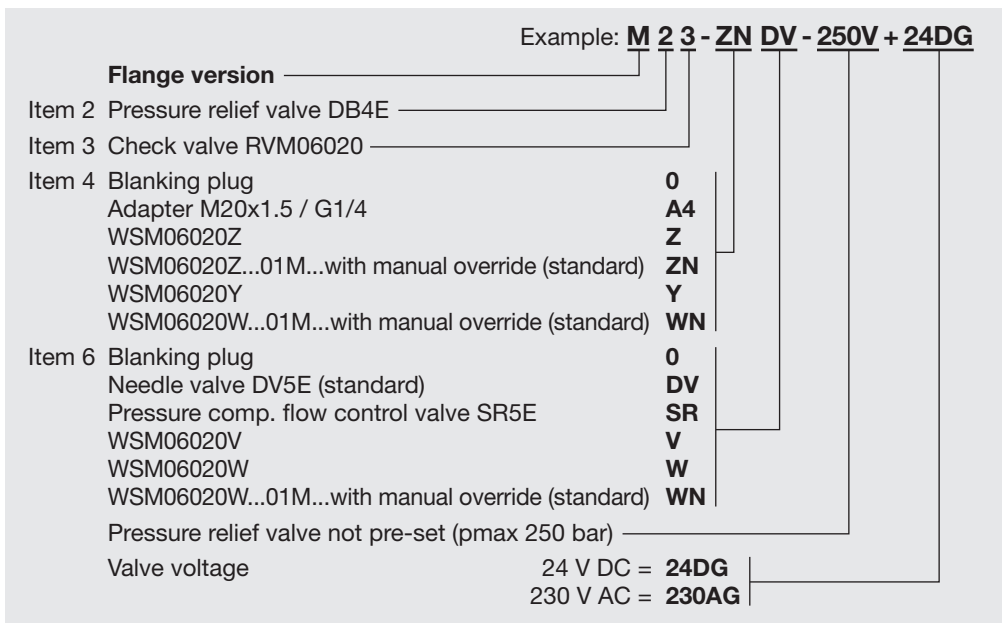 Example: M 2 3 - ZN DV - 250V + 24DG
Flange version
Item 2 Pressure relief valve DB4E
Item 3 Check valve RVM06020
Item 4 Blanking plug 0
Adapter M20x1.5 / G1/4 A4
WSM06020Z Z
WSM06020Z...01M...with manual override (standard) ZN
WSM06020Y Y
WSM06020W...01M...with manual override (standard) WN
Item 6 Blanking plug 0
Needle valve DV5E (standard) DV
Pressure comp. flow control valve SR5E SR
WSM06020V V
WSM06020W W
WSM06020W...01M...with manual override (standard) WN
Pressure relief valve not pre-set (pmax 250 bar)
Valve voltage 24 V DC = 24DG
230 V AC = 230AG